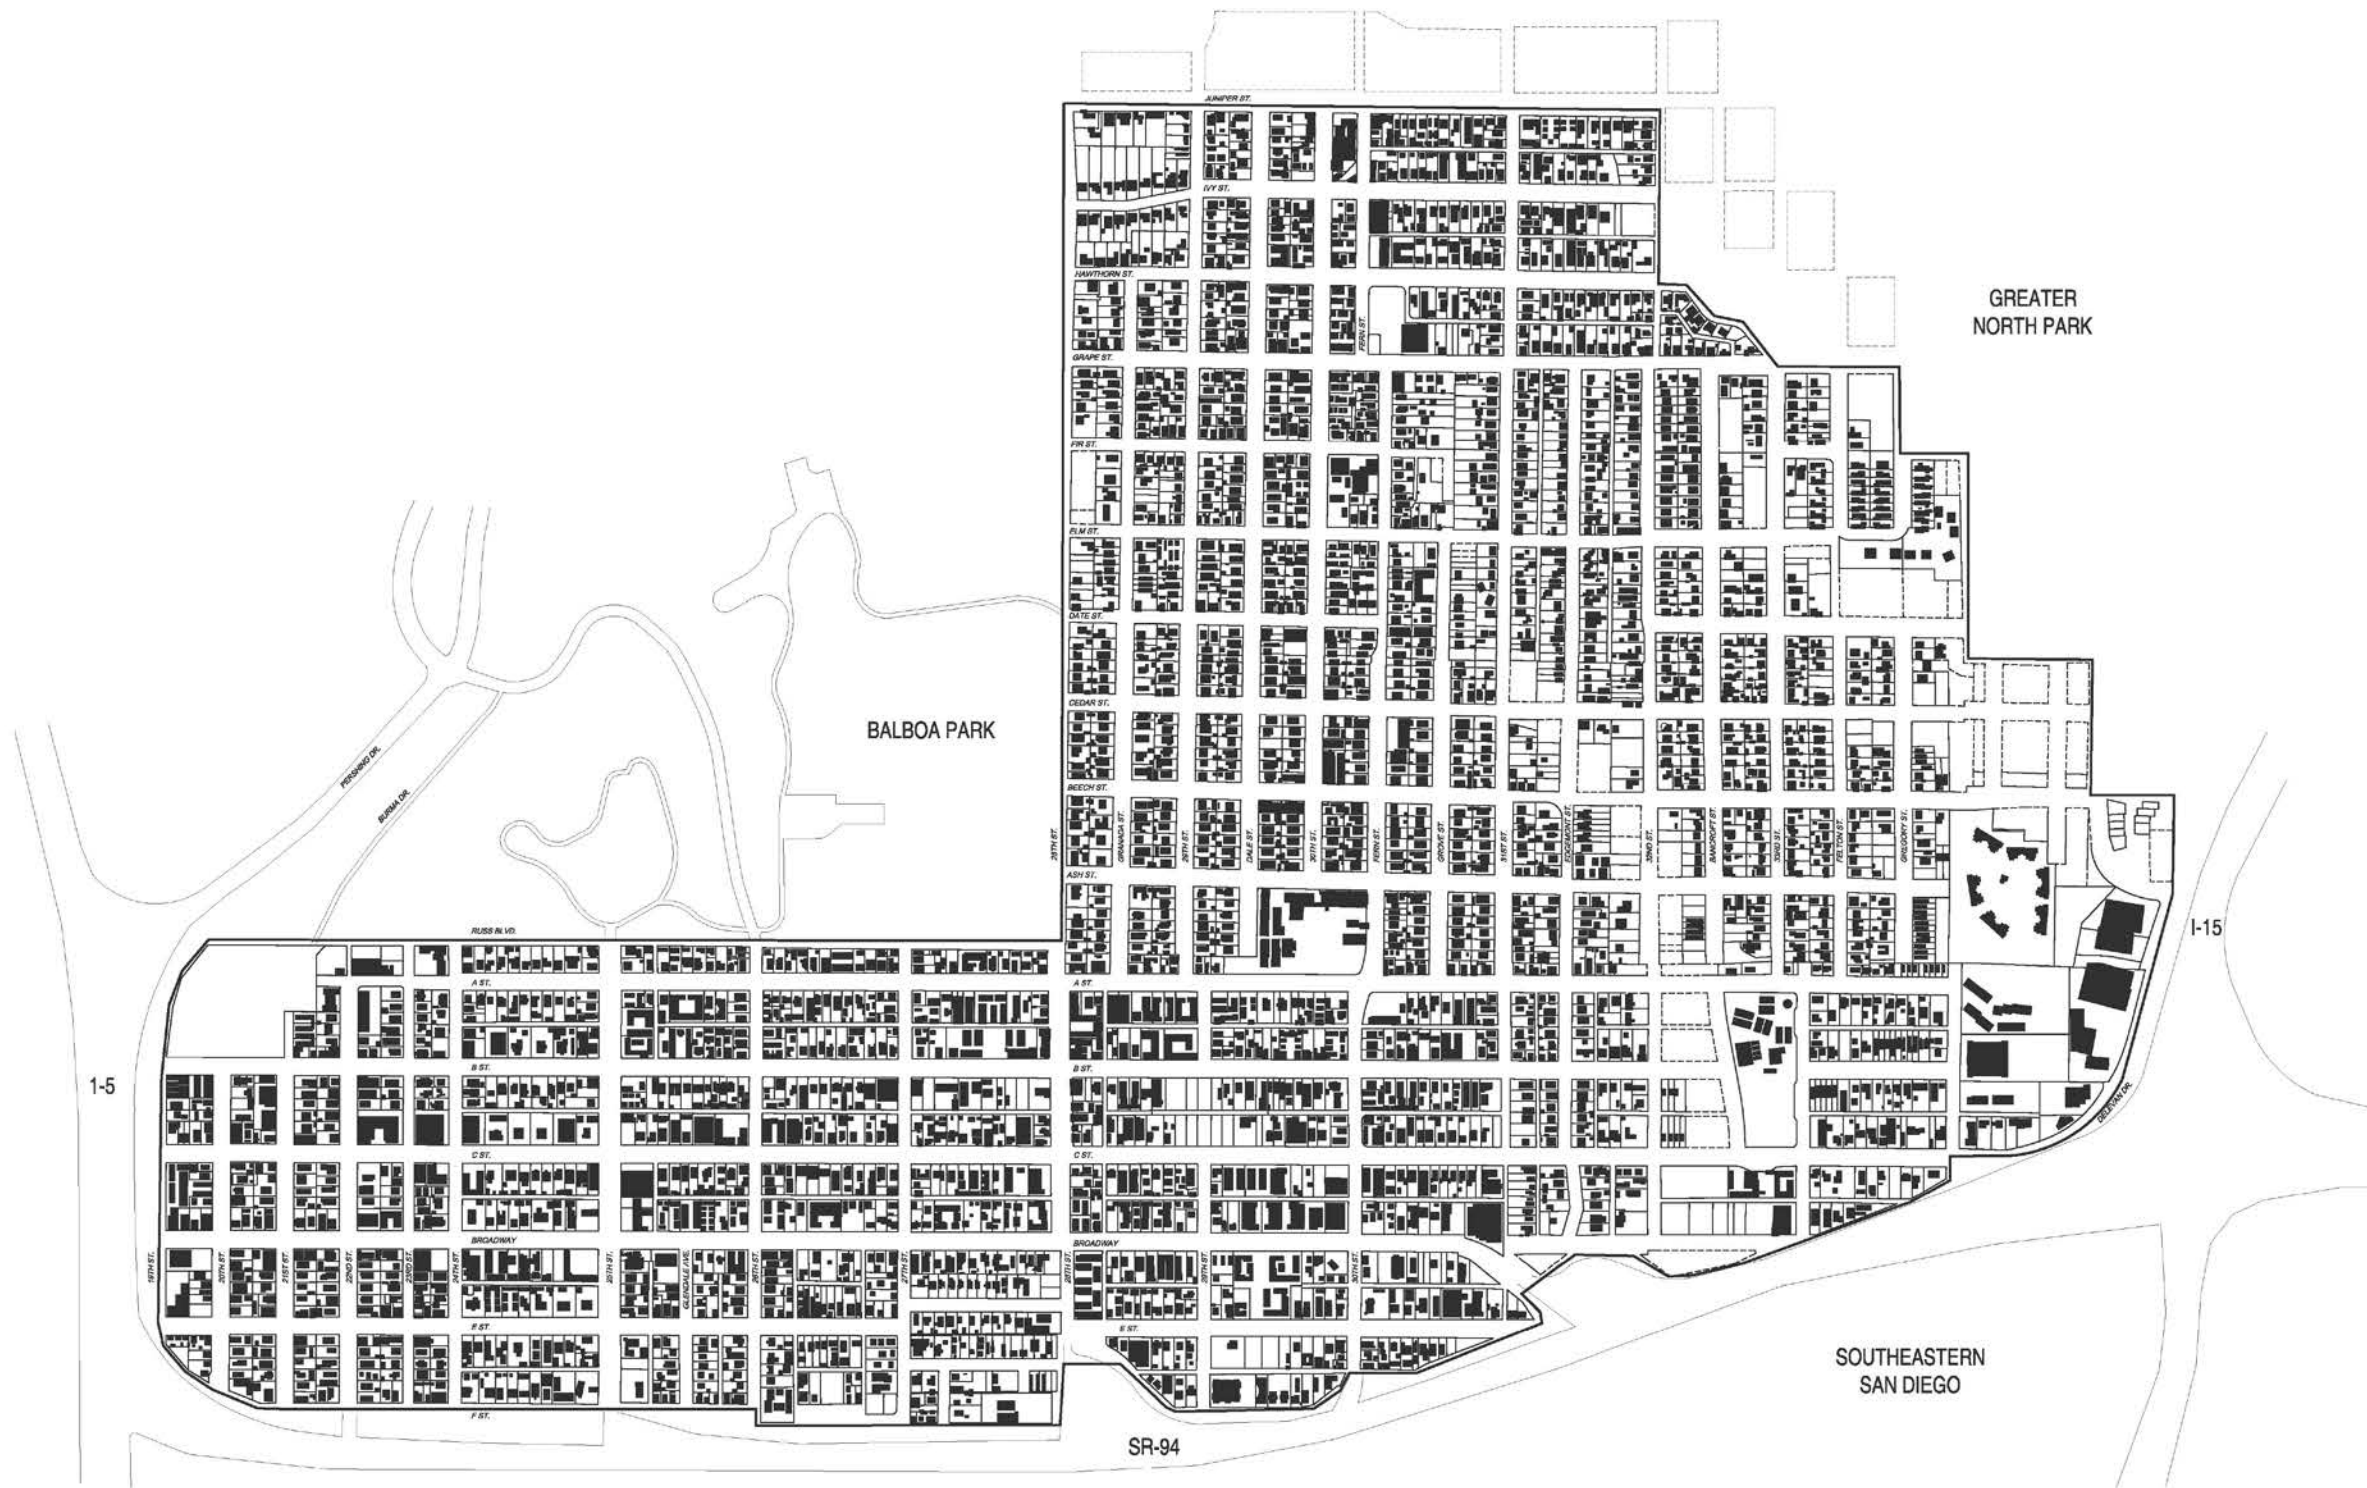 JUNIPER ST.
IVY ST.
HAWTHORN ST.
GREATER
NORTH PARK
FERN ST.
GRAPE ST.
FIR ST.
ELM ST.
DATE ST.
CEDAR ST.
BALBOA PARK
PERSHING DR.
BURMA DR.
BEECH ST.
28TH ST.
GRANADA ST.
29TH ST.
DALE ST.
30TH ST.
FERN ST.
GROVE ST.
31ST ST.
EDGEMONT ST.
32ND ST.
BANCROFT ST.
33RD ST.
FELTON ST.
GREGORY ST.
ASH ST.
RUSS BLVD.
I-15
A ST.
A ST.
B ST.
B ST.
1-5
DELEVAN DR.
C ST.
C ST.
BROADWAY
BROADWAY
19TH ST.
20TH ST.
21ST ST.
22ND ST.
23RD ST.
24TH ST.
25TH ST.
GLENDALE AVE.
26TH ST.
27TH ST.
28TH ST.
29TH ST.
30TH ST.
E ST.
E ST.
SOUTHEASTERN
SAN DIEGO
F ST.
SR-94